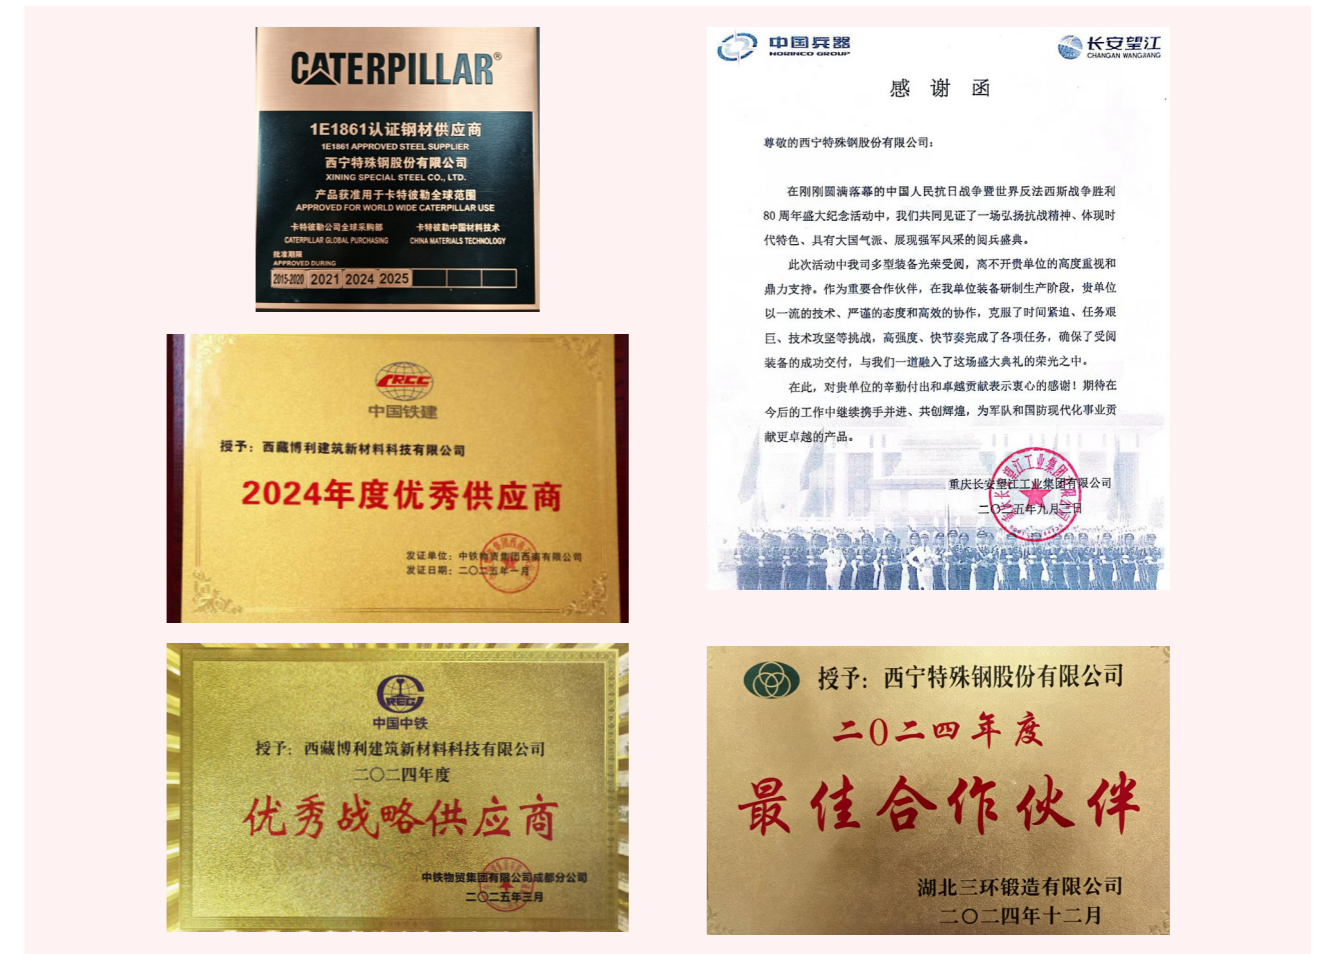 CATERPILLAR®
1E1861认证钢材供应商
1E1861 APPROVED STEEL SUPPLIER
西宁特殊钢股份有限公司
XINING SPECIAL STEEL CO., LTD.
产品获准用于卡特彼勒全球范围
APPROVED FOR WORLD WIDE CATERPILLAR USE
卡特彼勒公司全球采购部 卡特彼勒中国材料技术
CATERPILLAR GLOBAL PURCHASING CHINA MATERIALS TECHNOLOGY
批准期限
APPROVED DURING
2015-2020 2021 2024 2025
CRCC
中国铁建
授予：西藏博利建筑新材料科技有限公司
2024年度优秀供应商
发证单位：中铁物资集团西南有限公司
发证日期：二〇二五年一月
CREC
中国中铁
授予：西藏博利建筑新材料科技有限公司
二〇二四年度
优秀战略供应商
中铁物贸集团有限公司成都分公司
二〇二五年三月
中国兵器
NORINCO GROUP
长安望江
CHANGAN WANGJIANG
感谢函
尊敬的西宁特殊钢股份有限公司：
在刚刚圆满落幕的中国人民抗日战争暨世界反法西斯战争胜利
80周年盛大纪念活动中，我们共同见证了一场弘扬抗战精神、体现时
代特色、具有大国气派、展现强军风采的阅兵盛典。
此次活动中我司多型装备光荣受阅，离不开贵单位的高度重视和
鼎力支持。作为重要合作伙伴，在我单位装备研制生产阶段，贵单位
以一流的技术、严谨的态度和高效的协作，克服了时间紧迫、任务艰
巨、技术攻坚等挑战，高强度、快节奏完成了各项任务，确保了受阅
装备的成功交付，与我们一道融入了这场盛大典礼的荣光之中。
在此，对贵单位的辛勤付出和卓越贡献表示衷心的感谢！期待在
今后的工作中继续携手并进、共创辉煌，为军队和国防现代化事业贡
献更卓越的产品。
重庆长安望江工业集团有限公司
二〇二五年九月三日
授予：西宁特殊钢股份有限公司
二〇二四年度
最佳合作伙伴
湖北三环锻造有限公司
二〇二四年十二月